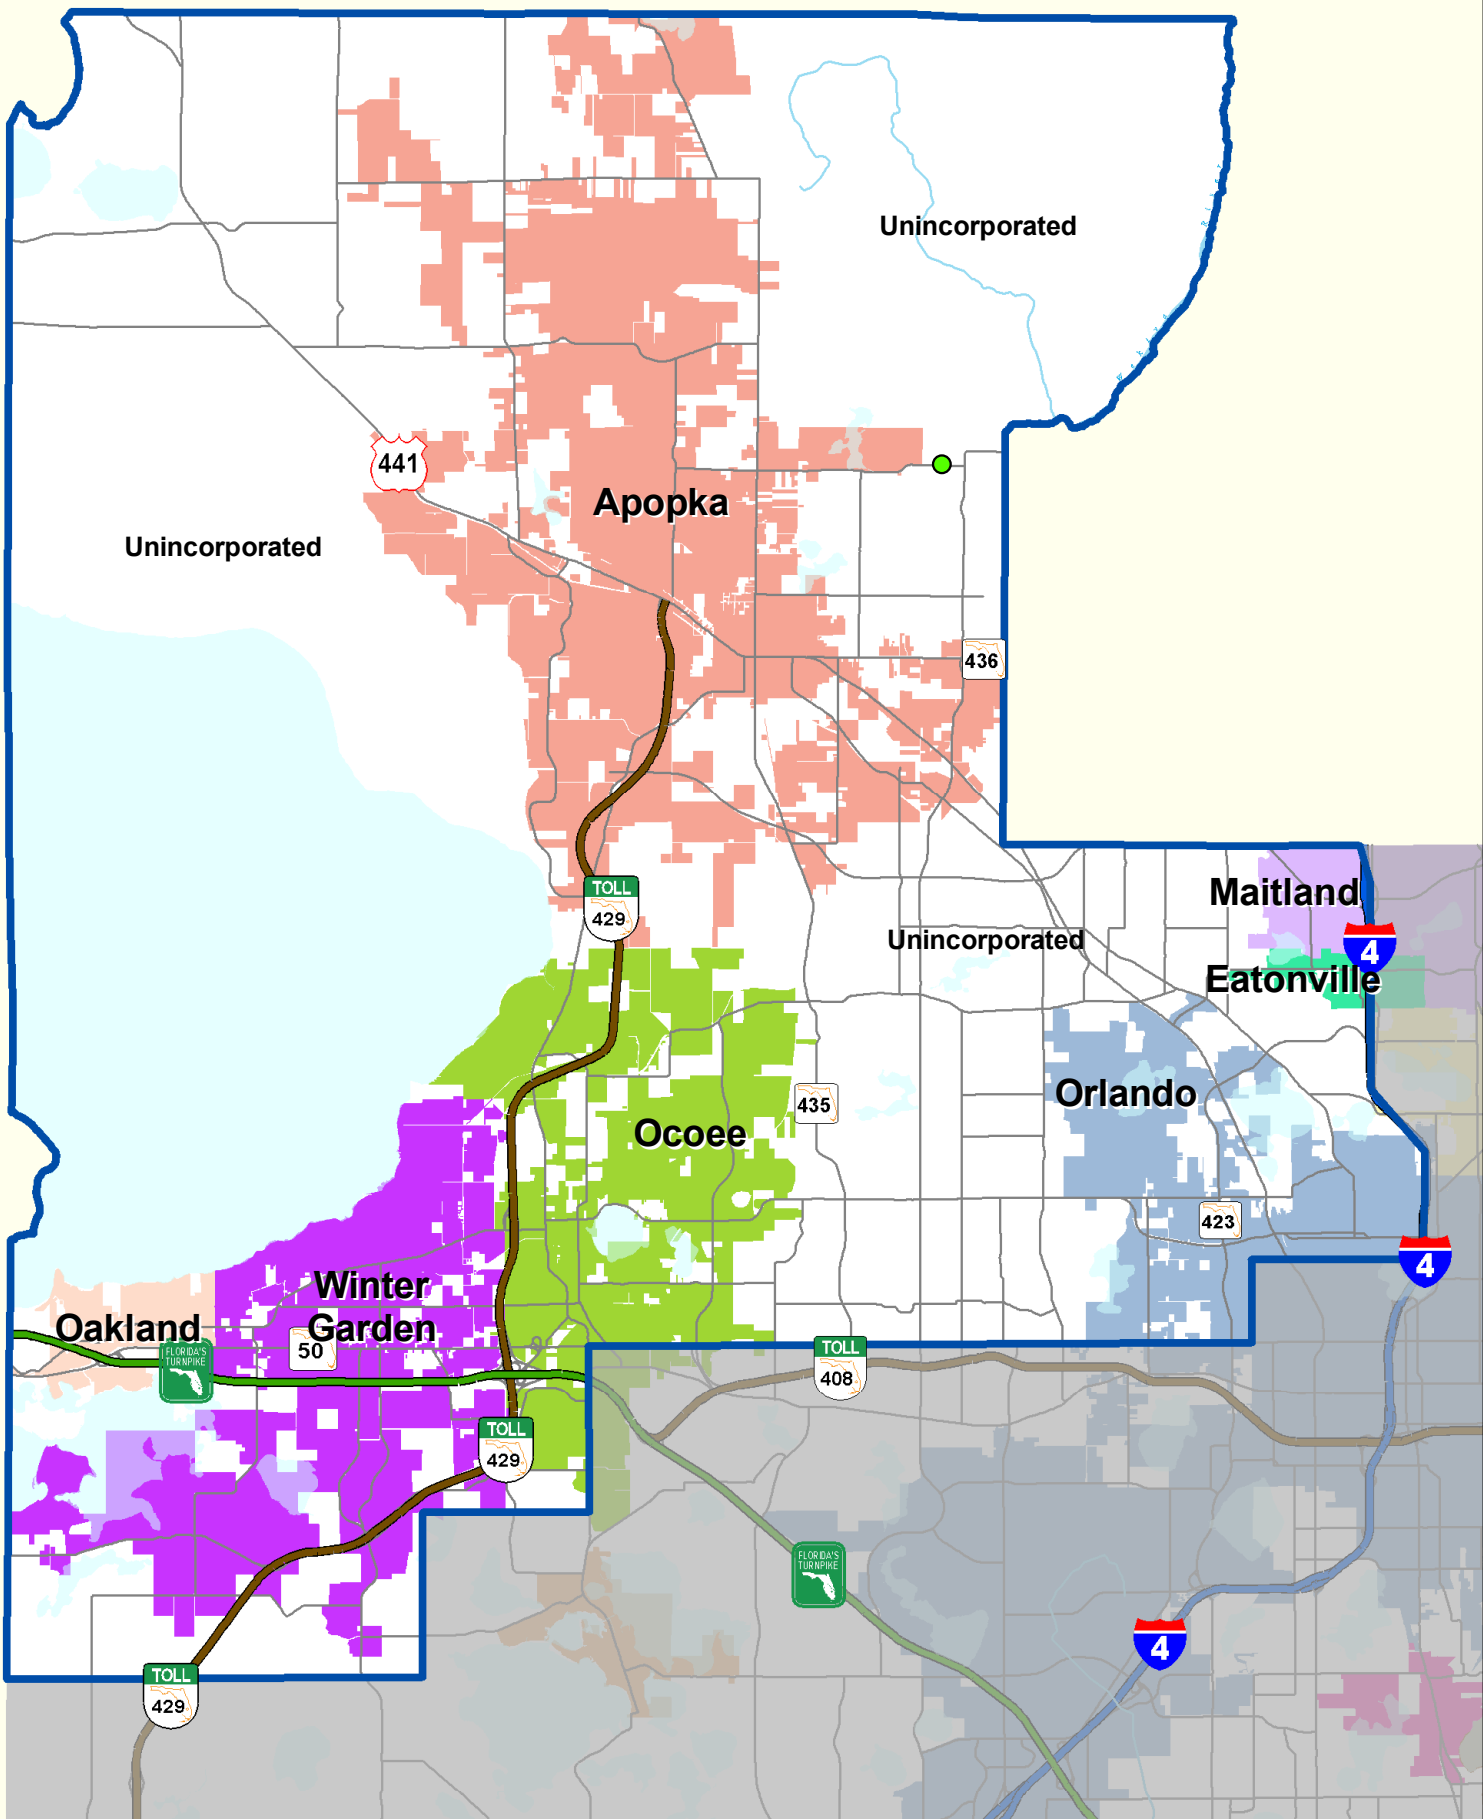 Unincorporated
441
Apopka
Unincorporated
436
Maitland
TOLL
429
Unincorporated
4
Eatonville
Orlando
435
Ocoee
423
4
Winter
Garden
Oakland
50
FLORIDA'S
TURNPIKE
TOLL
408
TOLL
429
FLORIDA'S
TURNPIKE
4
TOLL
429